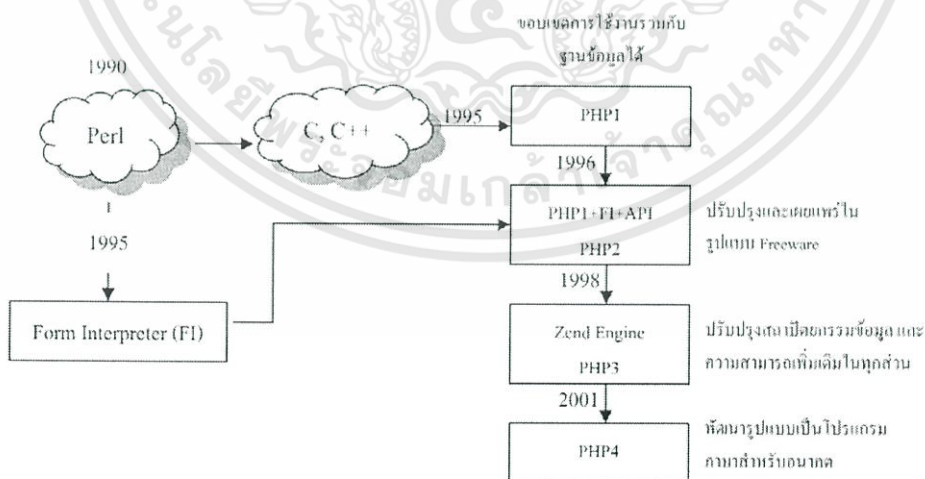 ขอบเขตการใช้งานรวมกับ
ฐานข้อมูลได้
1990
Perl
C, C++
1995
PHP1
1996
1995
PHP1+FI+API
PHP2
ปรับปรุงและเผยแพร่ใน
รูปแบบ Freeware
1998
Form Interpreter (FI)
Zend Engine
PHP3
ปรับปรุงสถาปัตยกรรมข้อมูล และ
ความสามารถเพิ่มเติมในทุกส่วน
2001
PHP4
พัฒนารูปแบบเป็นโปรแกรม
ภาษาสำหรับอนาคต